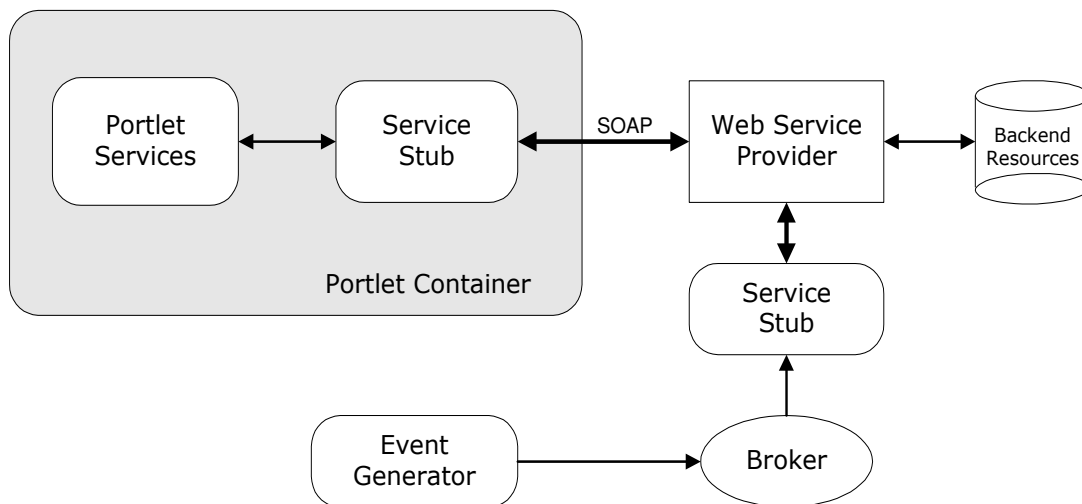 Portlet
Services
Service
Stub
SOAP
Web Service
Provider
Backend
Resources
Portlet Container
Service
Stub
Event
Generator
Broker